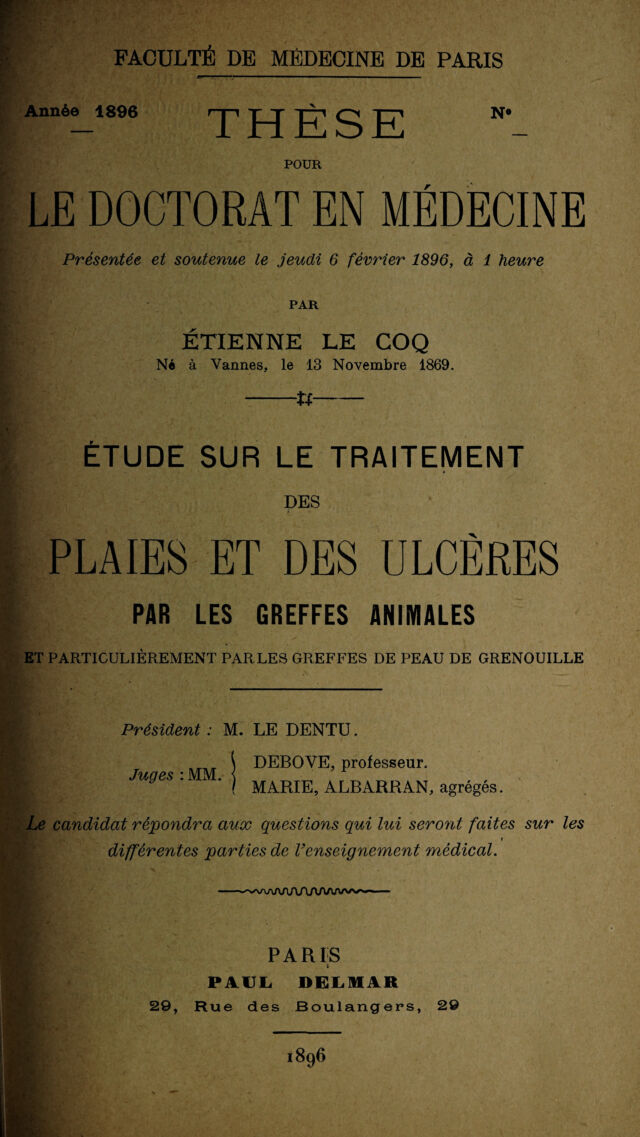 FACULTÉ DE MÉDECINE DE PARIS
Année 1896
THÈSE
N°
POUR
LE DOCTORAT EN MÉDECINE
Présentée et soutenue le jeudi 6 février 1896, à 1 heure
PAR
ÉTIENNE LE COQ
Né à Vannes, le 13 Novembre 1869.
ÉTUDE SUR LE TRAITEMENT
DES
PLAIES ET DES ULCÈRES
PAR LES GREFFES ANIMALES
ET PARTICULIÈREMENT PAR LES GREFFES DE PEAU DE GRENOUILLE
Président : M. LE DENTU.
Juges : MM. { DEBOVE, professeur.
MARIE, ALBARRAN, agrégés.
Le candidat répondra aux questions qui lui seront faites sur les
différentes parties de l'enseignement médical.
PARIS
PAUL DELMAR
29, Rue des Boulangers, 29
1896